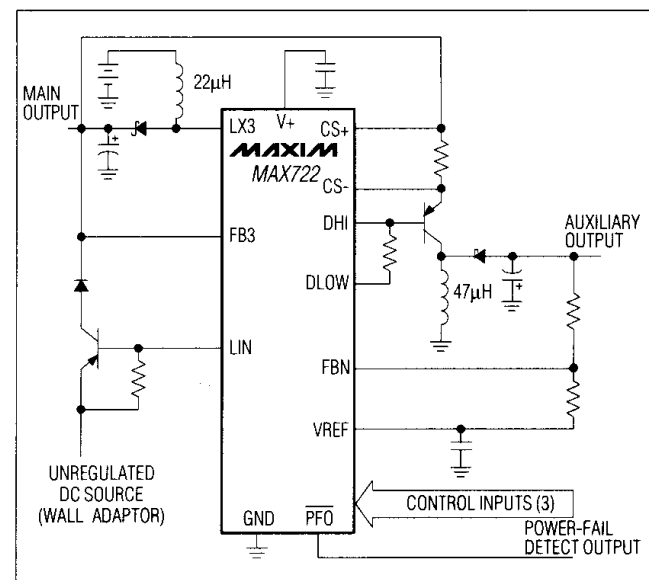 22μH
MAIN
OUTPUT
LX3
V+
CS+
MAXIM
MAX722
CS-
DHI
AUXILIARY
OUTPUT
FB3
DLOW
47μH
LIN
FBN
VREF
UNREGULATED
DC SOURCE
(WALL ADAPTOR)
CONTROL INPUTS (3)
GND
PFO
POWER-FAIL
DETECT OUTPUT
+
+